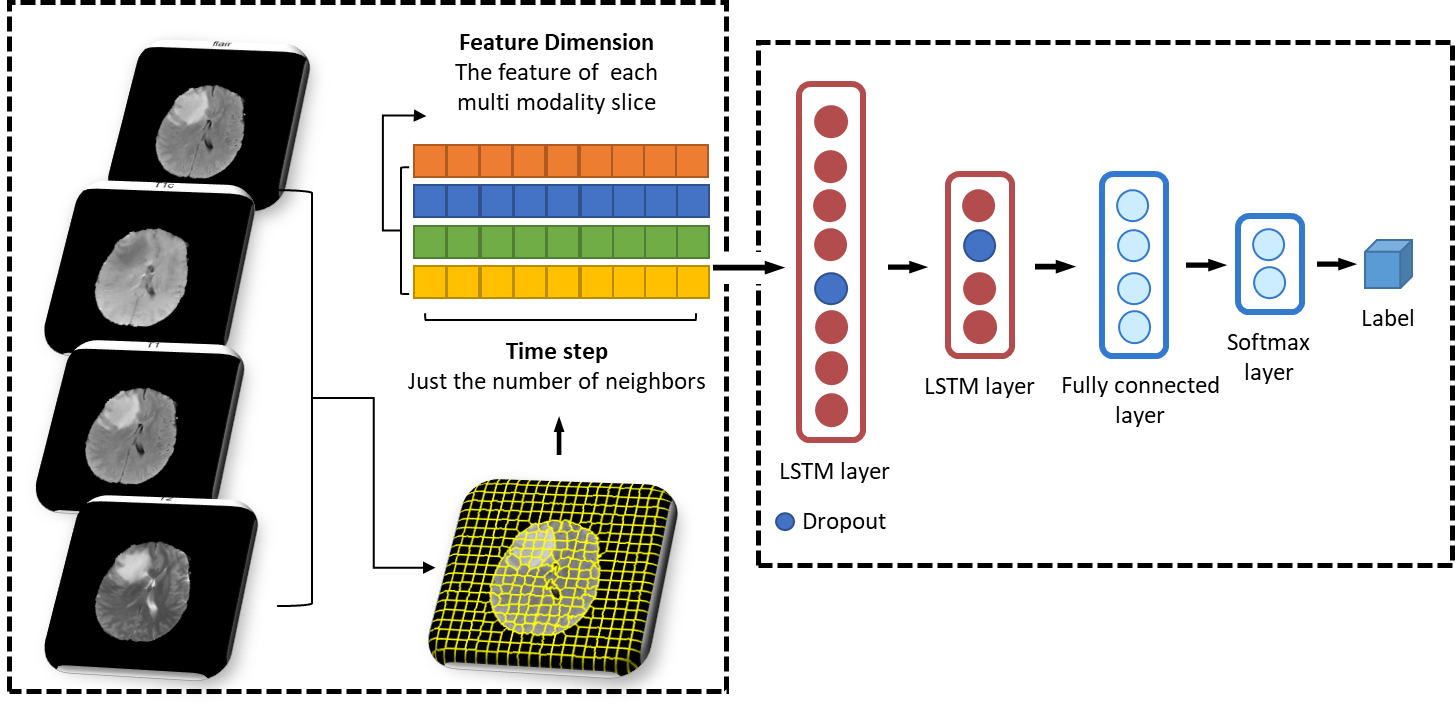 flair
T1c
T1
T2
Feature Dimension
The feature of each
multi modality slice
Time step
Just the number of neighbors
LSTM layer
Dropout
LSTM layer
Fully connected
layer
Softmax
layer
Label